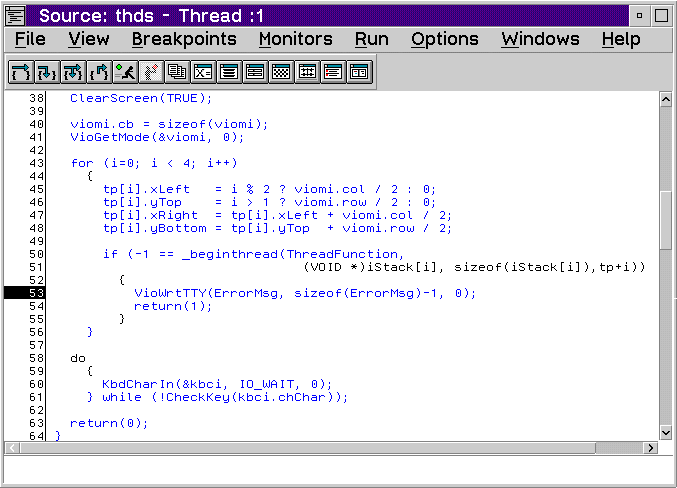 Source: thds - Thread :1
File View Breakpoints Monitors Run Options Windows Help
38 ClearScreen(TRUE);
39
40 viomi.cb = sizeof(viomi);
41 VioGetMode(&viomi, 0);
42
43 for (i=0; i < 4; i++)
44 {
45 tp[i].xLeft = i % 2 ? viomi.col / 2 : 0;
46 tp[i].yTop = i > 1 ? viomi.row / 2 : 0;
47 tp[i].xRight = tp[i].xLeft + viomi.col / 2;
48 tp[i].yBottom = tp[i].yTop + viomi.row / 2;
49
50 if (-1 == _beginthread(ThreadFunction,
51 (VOID *)iStack[i], sizeof(iStack[i]),tp+i))
52 {
53 VioWrtTTY(ErrorMsg, sizeof(ErrorMsg)-1, 0);
54 return(1);
55 }
56 }
57
58 do
59 {
60 KbdCharIn(&kbci, IO_WAIT, 0);
61 } while (!CheckKey(kbci.chChar));
62
63 return(0);
64 }